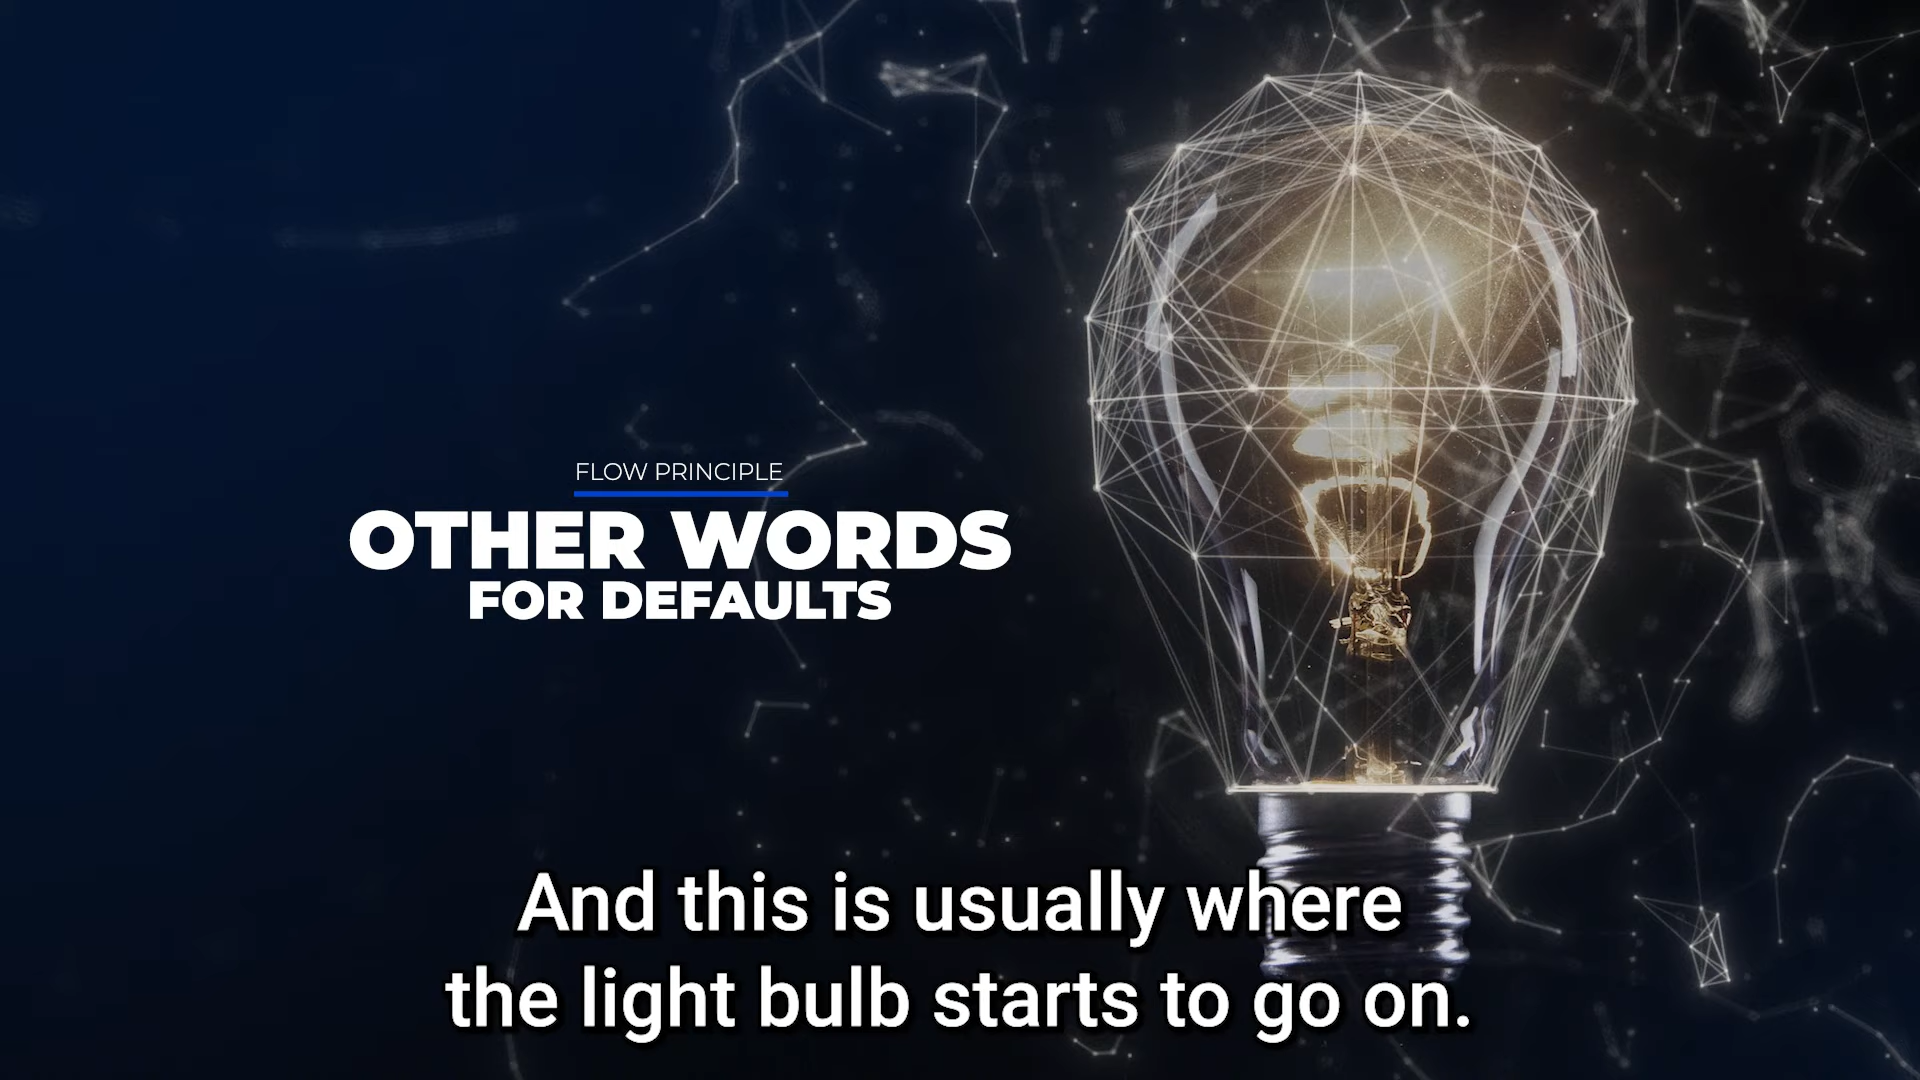 FLOW PRINCIPLE
OTHER WORDS
FOR DEFAULTS
And this is usually where
the light bulb starts to go on.